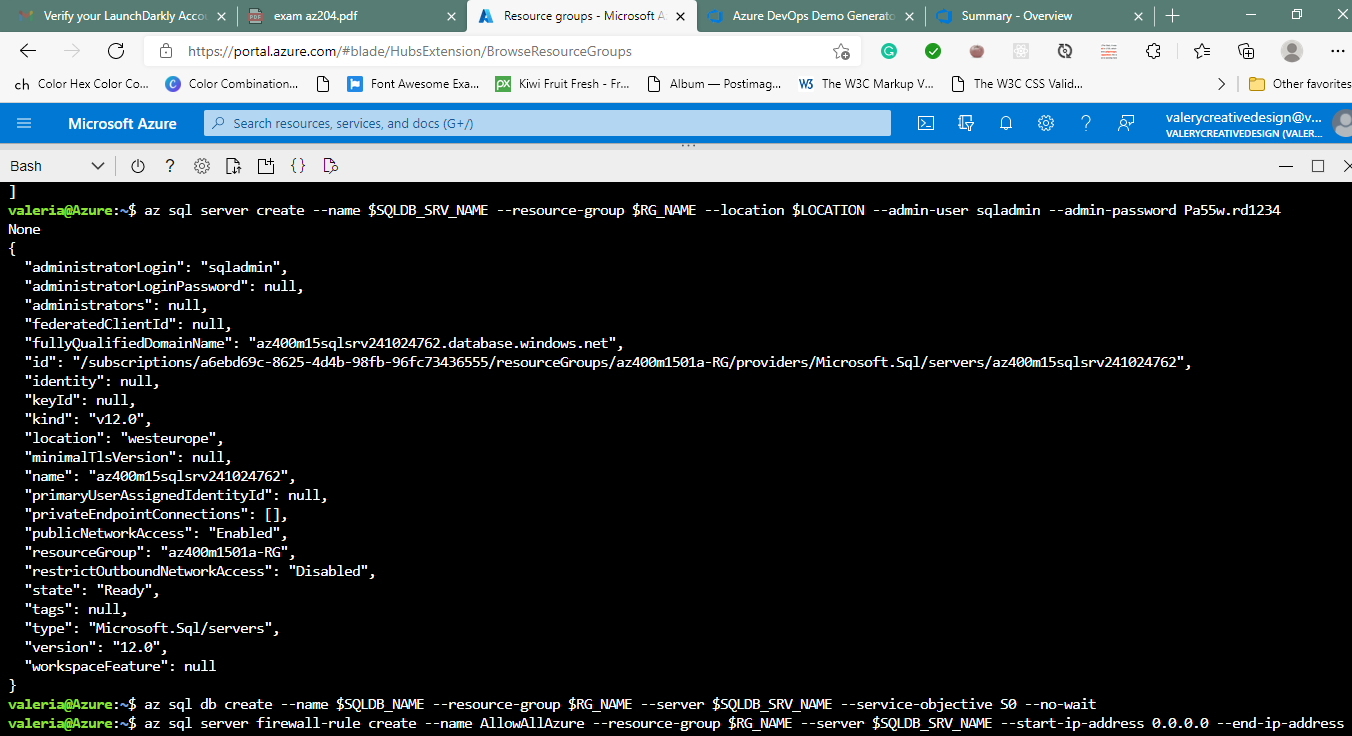 Verify your LaunchDarkly Accou
exam az204.pdf
Resource groups - Microsoft A
Azure DevOps Demo Generato
Summary - Overview
https://portal.azure.com/#blade/HubsExtension/BrowseResourceGroups
ch Color Hex Color Co...
C Color Combination...
Font Awesome Exa...
px Kiwi Fruit Fresh - Fr...
Album — Postimag...
W3 The W3C Markup V...
The W3C CSS Valid...
Other favorites
Microsoft Azure
Search resources, services, and docs (G+/)
valerycreativedesign@v...
VALERYCREATIVEDESIGN (VALER...
Bash
]
valeria@Azure:~$ az sql server create --name $SQLDB_SRV_NAME --resource-group $RG_NAME --location $LOCATION --admin-user sqladmin --admin-password Pa55w.rd1234
None
{
"administratorLogin": "sqladmin",
"administratorLoginPassword": null,
"administrators": null,
"federatedClientId": null,
"fullyQualifiedDomainName": "az400m15sqlsrv241024762.database.windows.net",
"id": "/subscriptions/a6ebd69c-8625-4d4b-98fb-96fc73436555/resourceGroups/az400m1501a-RG/providers/Microsoft.Sql/servers/az400m15sqlsrv241024762",
"identity": null,
"keyId": null,
"kind": "v12.0",
"location": "westeurope",
"minimalTlsVersion": null,
"name": "az400m15sqlsrv241024762",
"primaryUserAssignedIdentityId": null,
"privateEndpointConnections": [],
"publicNetworkAccess": "Enabled",
"resourceGroup": "az400m1501a-RG",
"restrictOutboundNetworkAccess": "Disabled",
"state": "Ready",
"tags": null,
"type": "Microsoft.Sql/servers",
"version": "12.0",
"workspaceFeature": null
}
valeria@Azure:~$ az sql db create --name $SQLDB_NAME --resource-group $RG_NAME --server $SQLDB_SRV_NAME --service-objective S0 --no-wait
valeria@Azure:~$ az sql server firewall-rule create --name AllowAllAzure --resource-group $RG_NAME --server $SQLDB_SRV_NAME --start-ip-address 0.0.0.0 --end-ip-address